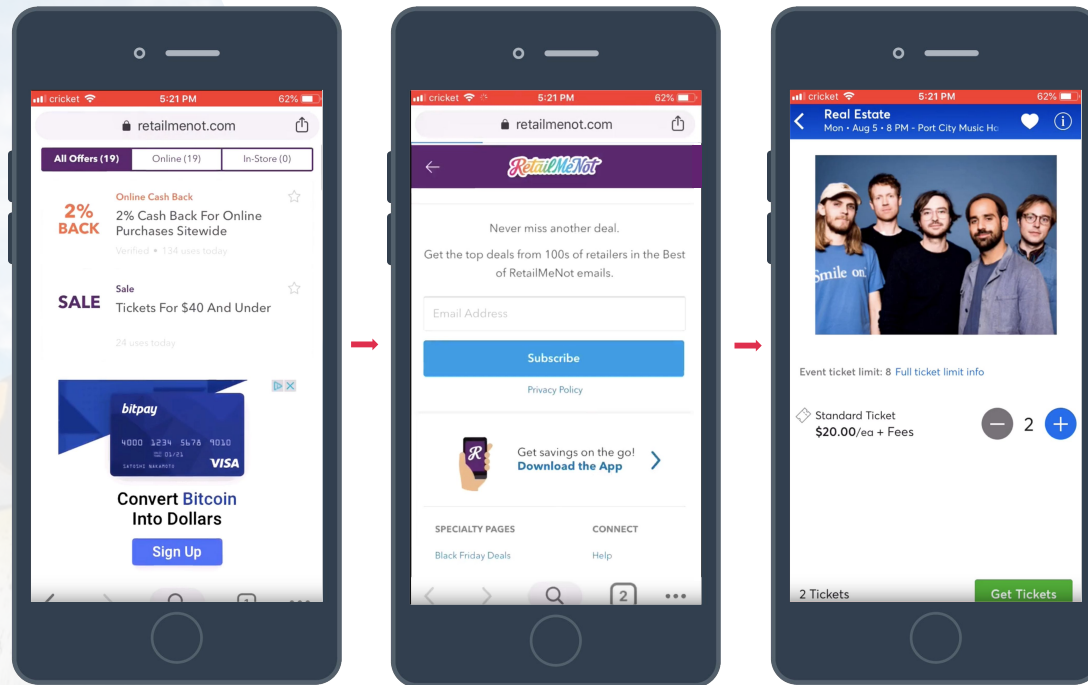 cricket 5:21 PM 62%
retailmenot.com
All Offers (19) Online (19) In-Store (0)
Online Cash Back
2% BACK
2% Cash Back For Online
Purchases Sitewide
Verified • 134 uses today
Sale
SALE
Tickets For $40 And Under
24 uses today
bitpay
4000 1234 5678 9010
01/21
SATOSHI NAKAMOTO
VISA
Convert Bitcoin
Into Dollars
Sign Up
1
cricket 5:21 PM 62%
retailmenot.com
RetailMeNot
Never miss another deal.
Get the top deals from 100s of retailers in the Best
of RetailMeNot emails.
Email Address
Subscribe
Privacy Policy
R
Get savings on the go!
Download the App
SPECIALTY PAGES CONNECT
Black Friday Deals Help
2
cricket 5:21 PM 62%
Real Estate
Mon • Aug 5 • 8 PM - Port City Music Ho
Smile on!
Event ticket limit: 8 Full ticket limit info
Standard Ticket
$20.00/ea + Fees
2
2 Tickets Get Tickets